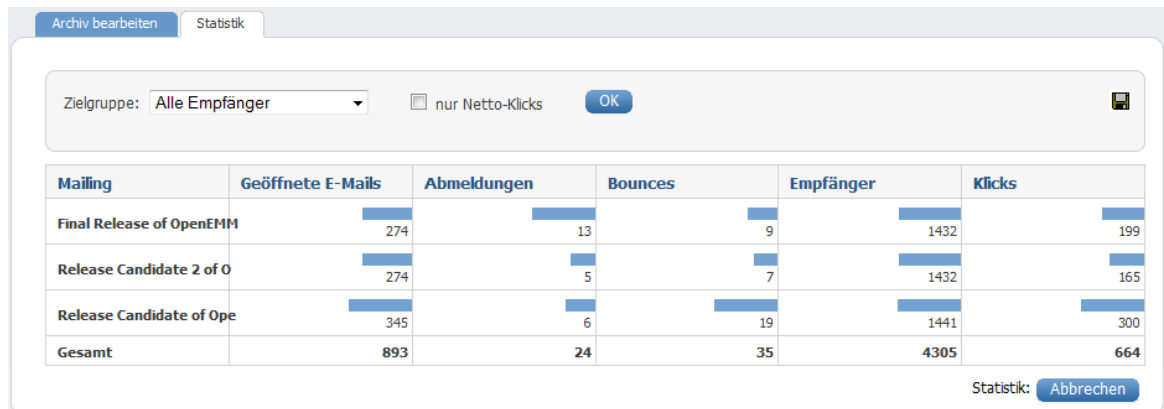 Archiv bearbeiten Statistik
Zielgruppe: Alle Empfänger nur Netto-Klicks OK
Mailing Geöffnete E-Mails Abmeldungen Bounces Empfänger Klicks
Final Release of OpenEMM 274 13 9 1432 199
Release Candidate 2 of O 274 5 7 1432 165
Release Candidate of Ope 345 6 19 1441 300
Gesamt 893 24 35 4305 664
Statistik: Abbrechen